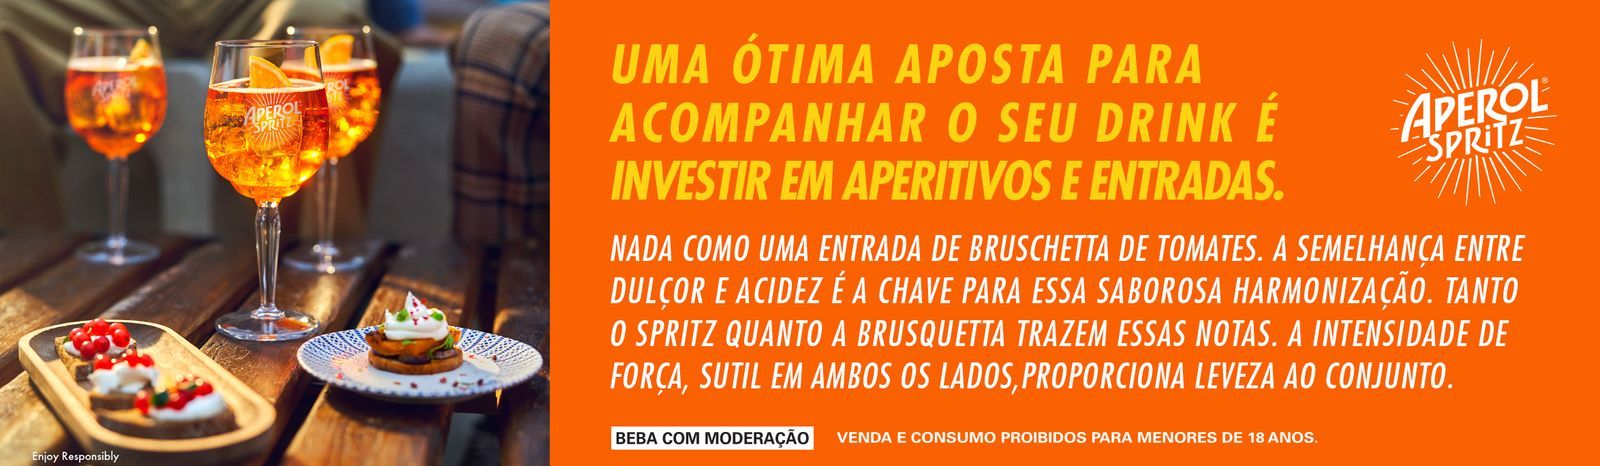 APEROL
SPRITZ
Enjoy Responsibly
UMA ÓTIMA APOSTA PARA
ACOMPANHAR O SEU DRINK É
INVESTIR EM APERITIVOS E ENTRADAS.
APEROL®
SPRITZ
NADA COMO UMA ENTRADA DE BRUSCHETTA DE TOMATES. A SEMELHANÇA ENTRE
DULÇOR E ACIDEZ É A CHAVE PARA ESSA SABOROSA HARMONIZAÇÃO. TANTO
O SPRITZ QUANTO A BRUSQUETTA TRAZEM ESSAS NOTAS. A INTENSIDADE DE
FORÇA, SUTIL EM AMBOS OS LADOS,PROPORCIONA LEVEZA AO CONJUNTO.
BEBA COM MODERAÇÃO VENDA E CONSUMO PROIBIDOS PARA MENORES DE 18 ANOS.